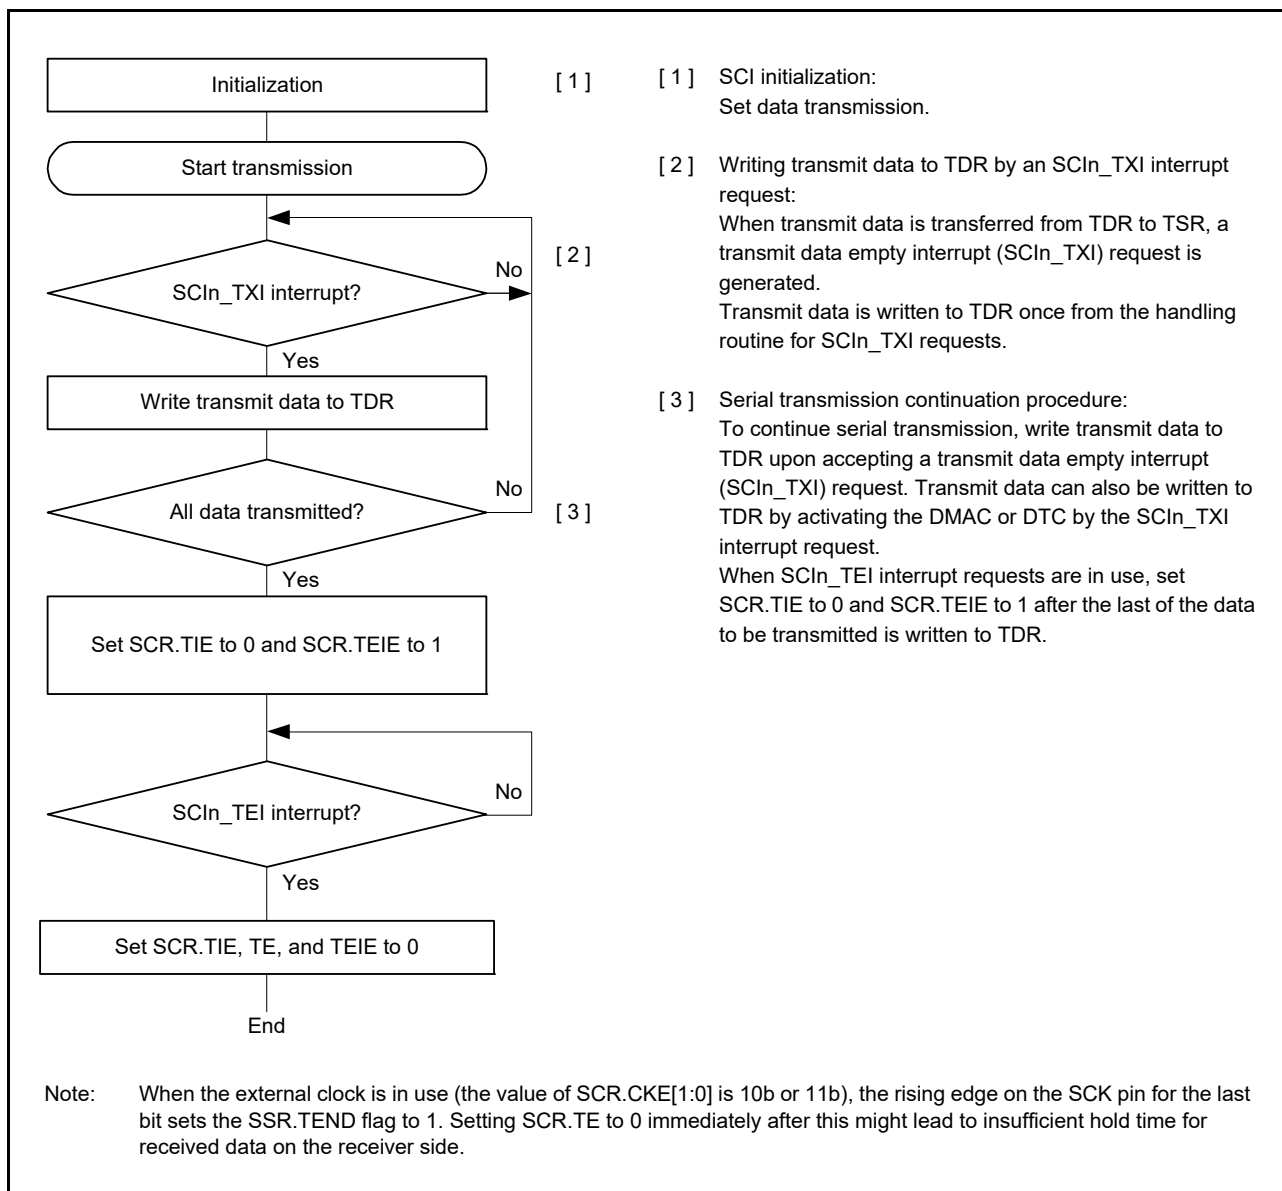 Initialization
[ 1 ]
Start transmission
[ 2 ]
SCIn_TXI interrupt?
No
Yes
Write transmit data to TDR
All data transmitted?
No
[ 3 ]
Yes
Set SCR.TIE to 0 and SCR.TEIE to 1
SCIn_TEI interrupt?
No
Yes
Set SCR.TIE, TE, and TEIE to 0
End
[ 1 ] SCI initialization:
Set data transmission.
[ 2 ] Writing transmit data to TDR by an SCIn_TXI interrupt
request:
When transmit data is transferred from TDR to TSR, a
transmit data empty interrupt (SCIn_TXI) request is
generated.
Transmit data is written to TDR once from the handling
routine for SCIn_TXI requests.
[ 3 ] Serial transmission continuation procedure:
To continue serial transmission, write transmit data to
TDR upon accepting a transmit data empty interrupt
(SCIn_TXI) request. Transmit data can also be written to
TDR by activating the DMAC or DTC by the SCIn_TXI
interrupt request.
When SCIn_TEI interrupt requests are in use, set
SCR.TIE to 0 and SCR.TEIE to 1 after the last of the data
to be transmitted is written to TDR.
Note: When the external clock is in use (the value of SCR.CKE[1:0] is 10b or 11b), the rising edge on the SCK pin for the last
bit sets the SSR.TEND flag to 1. Setting SCR.TE to 0 immediately after this might lead to insufficient hold time for
received data on the receiver side.